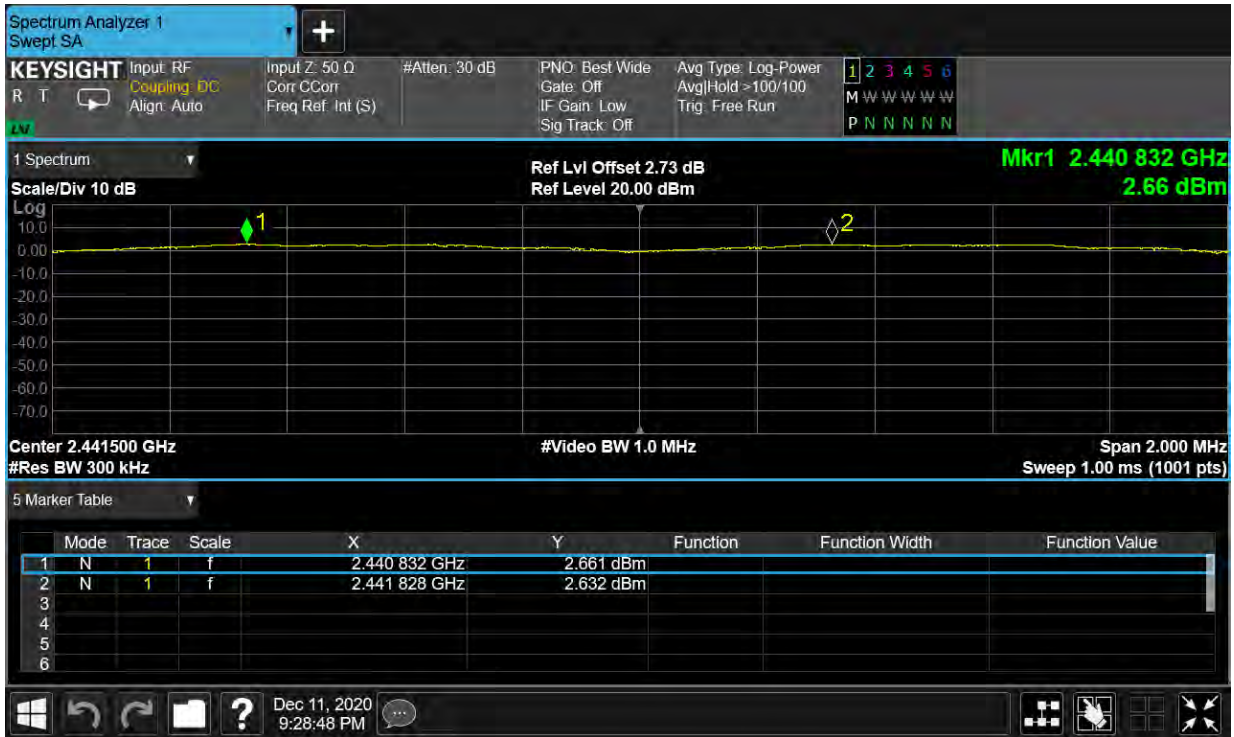 Spectrum Analyzer 1
Swept SA
KEYSIGHT Input: RF Input Z: 50 Ω #Atten: 30 dB PNO: Best Wide Avg Type: Log-Power 1 2 3 4 5 6
R T Coupling: DC Corr CCorr Gate: Off Avg|Hold >100/100 M W W W W W
Align: Auto Freq Ref: Int (S) IF Gain: Low Trig: Free Run
Sig Track: Off P N N N N N
1 Spectrum Ref Lvl Offset 2.73 dB Mkr1 2.440 832 GHz
Scale/Div 10 dB Ref Level 20.00 dBm 2.66 dBm
Log
10.0 1 2
0.00
-10.0
-20.0
-30.0
-40.0
-50.0
-60.0
-70.0
Center 2.441500 GHz #Video BW 1.0 MHz Span 2.000 MHz
#Res BW 300 kHz Sweep 1.00 ms (1001 pts)
5 Marker Table
Mode Trace Scale X Y Function Function Width Function Value
1 N 1 f 2.440 832 GHz 2.661 dBm
2 N 1 f 2.441 828 GHz 2.632 dBm
3
4
5
6
? Dec 11, 2020
9:28:48 PM